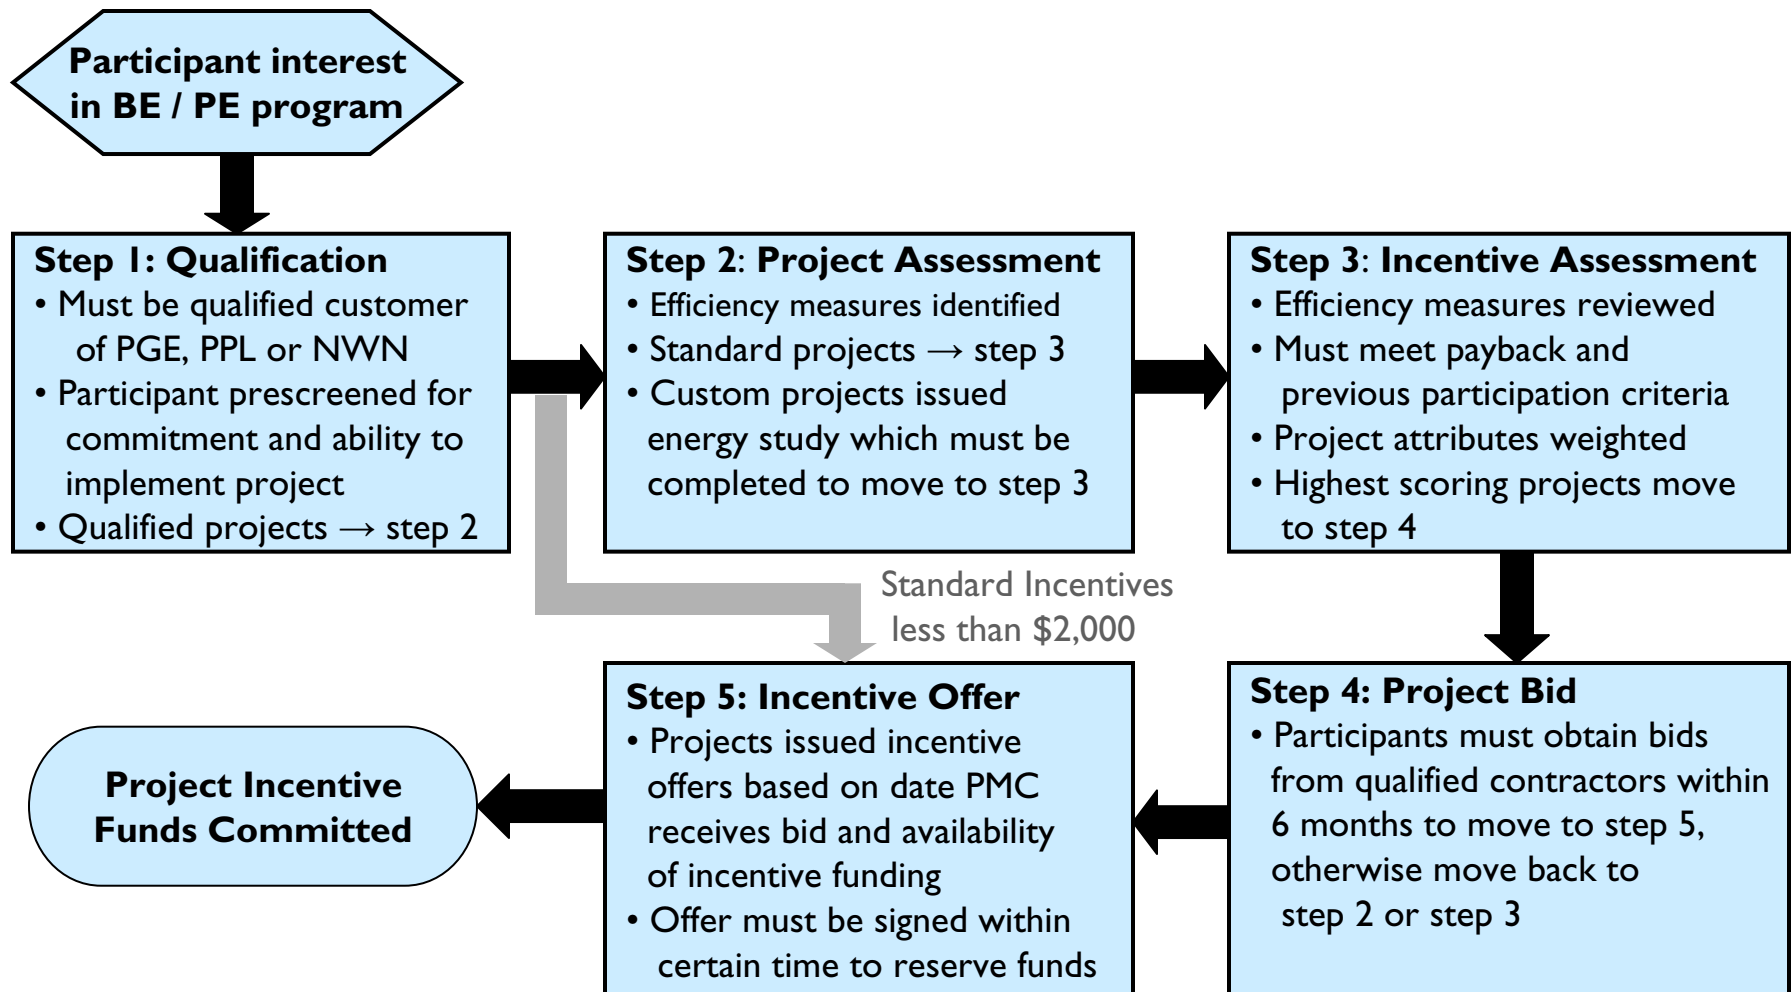 Participant interest
in BE / PE program
Step 1: Qualification
• Must be qualified customer
of PGE, PPL or NWN
• Participant prescreened for
commitment and ability to
implement project
• Qualified projects → step 2
Step 2: Project Assessment
• Efficiency measures identified
• Standard projects → step 3
• Custom projects issued
energy study which must be
completed to move to step 3
Step 3: Incentive Assessment
• Efficiency measures reviewed
• Must meet payback and
previous participation criteria
• Project attributes weighted
• Highest scoring projects move
to step 4
Standard Incentives
less than $2,000
Step 4: Project Bid
• Participants must obtain bids
from qualified contractors within
6 months to move to step 5,
otherwise move back to
step 2 or step 3
Step 5: Incentive Offer
• Projects issued incentive
offers based on date PMC
receives bid and availability
of incentive funding
• Offer must be signed within
certain time to reserve funds
Project Incentive
Funds Committed